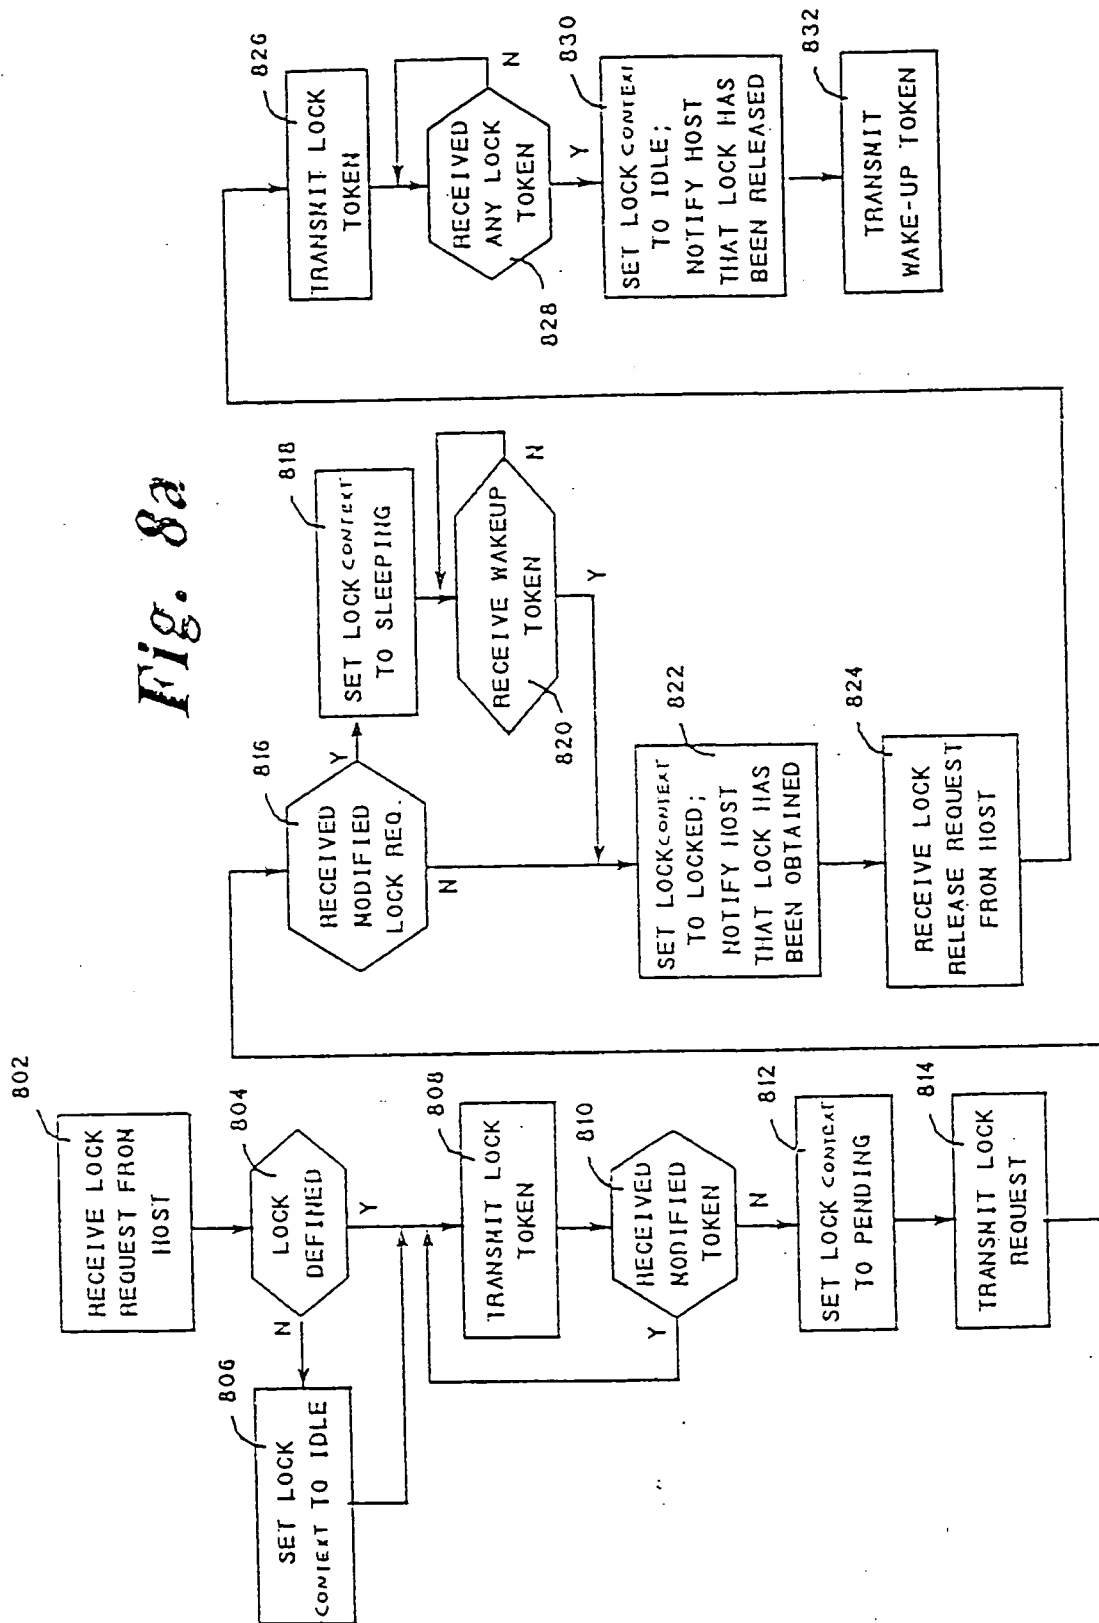 Fig. 8a
802
RECEIVE LOCK
REQUEST FROM
HOST
804
LOCK
DEFINED
N
Y
806
SET LOCK
CONTEXT TO IDLE
808
TRANSMIT LOCK
TOKEN
810
RECEIVED
MODIFIED
TOKEN
Y
N
812
SET LOCK CONTEXT
TO PENDING
814
TRANSMIT LOCK
REQUEST
816
RECEIVED
MODIFIED
LOCK REQ.
Y
N
818
SET LOCK CONTEXT
TO SLEEPING
820
RECEIVE WAKEUP
TOKEN
N
Y
822
SET LOCK CONTEXT
TO LOCKED;
NOTIFY HOST
THAT LOCK HAS
BEEN OBTAINED
824
RECEIVE LOCK
RELEASE REQUEST
FROM HOST
826
TRANSMIT LOCK
TOKEN
828
RECEIVED
ANY LOCK
TOKEN
N
Y
830
SET LOCK CONTEXT
TO IDLE;
NOTIFY HOST
THAT LOCK HAS
BEEN RELEASED
832
TRANSMIT
WAKE-UP TOKEN